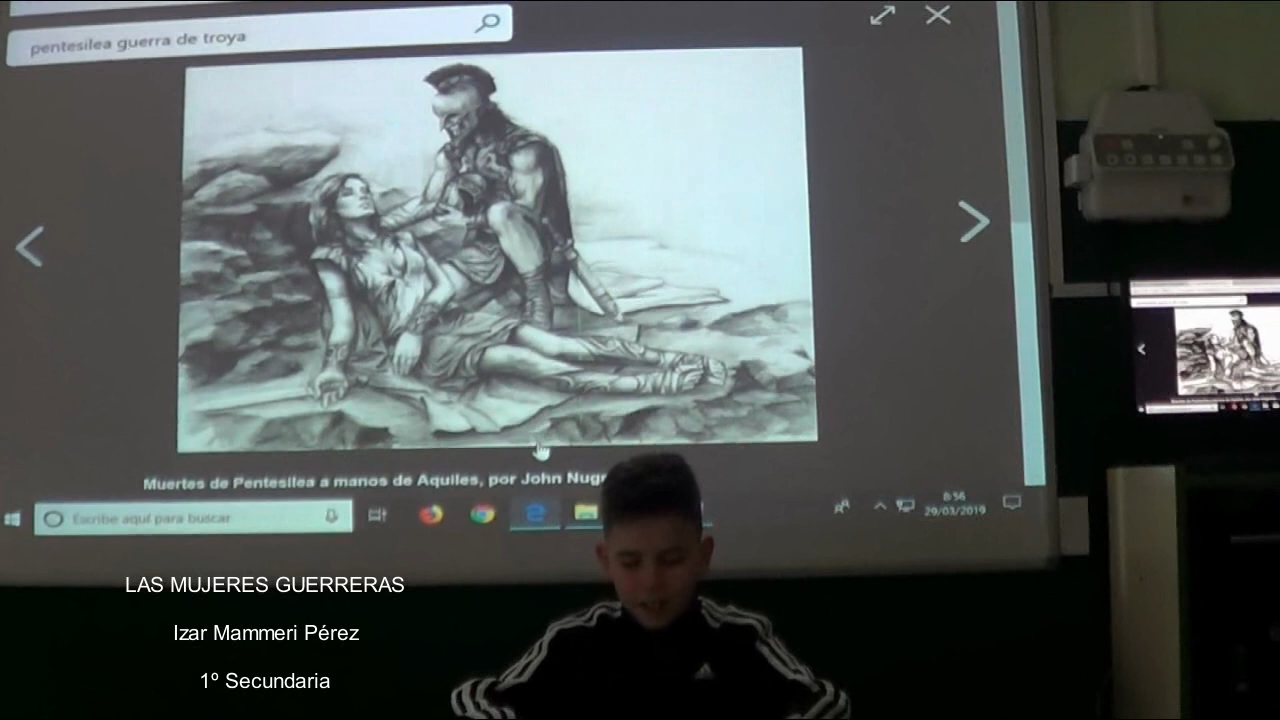 pentesilea guerra de troya
Muertes de Pentesilea a manos de Aquiles, por John Nug
Escribe aquí para buscar
8:56
29/03/2019
LAS MUJERES GUERRERAS
Izar Mammeri Pérez
1º Secundaria